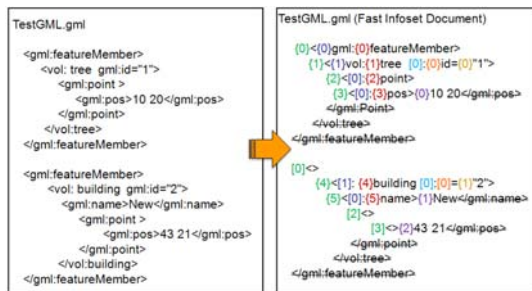 TestGML.gml
<gml:featureMember>
<vol: tree gml:id="1">
<gml:point >
<gml:pos>10 20</gml:pos>
</gml:point>
</vol:tree>
</gml:featureMember>
<gml:featureMember>
<vol: building gml:id="2">
<gml:name>New</gml:name>
<gml:point >
<gml:pos>43 21</gml:pos>
</gml:point>
</vol:building>
</gml:featureMember>
TestGML.gml (Fast Infoset Document)
{0}<{0}gml:{0}featureMember>
{1}<{1}vol:{1}tree [0]:{0}id={0}"1">
{2}<[0]:{2}point>
{3}<[0]:{3}pos>{0}10 20</gml:pos>
</gml:Point>
</vol:tree>
</gml:featureMember>
[0]<>
{4}<[1]: {4}building [0]:[0]={1}"2">
{5}<[0]:{5}name>{1}New</gml:name>
[2]<>
[3]<>{2}43 21</gml:pos>
</gml:point>
</vol:tree>
</gml:featureMember>